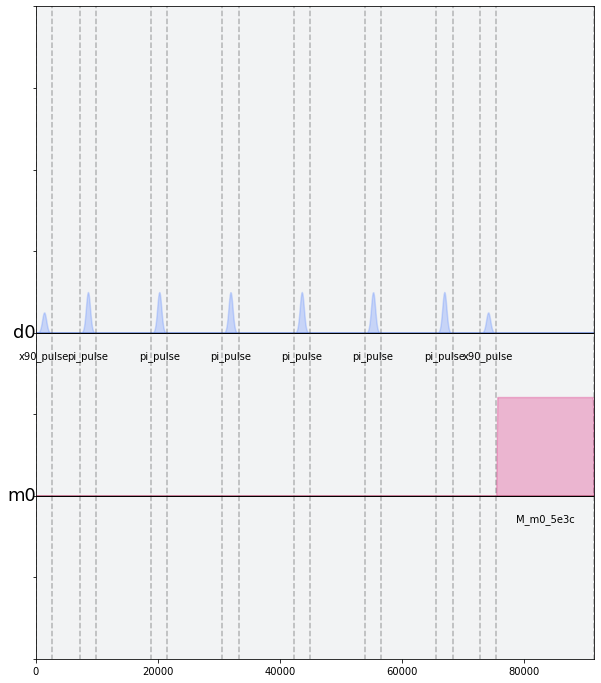 d0
x90_pulse pi_pulse pi_pulse pi_pulse pi_pulse pi_pulse pi_pulse x90_pulse
m0
M_m0_5e3c
0 20000 40000 60000 80000